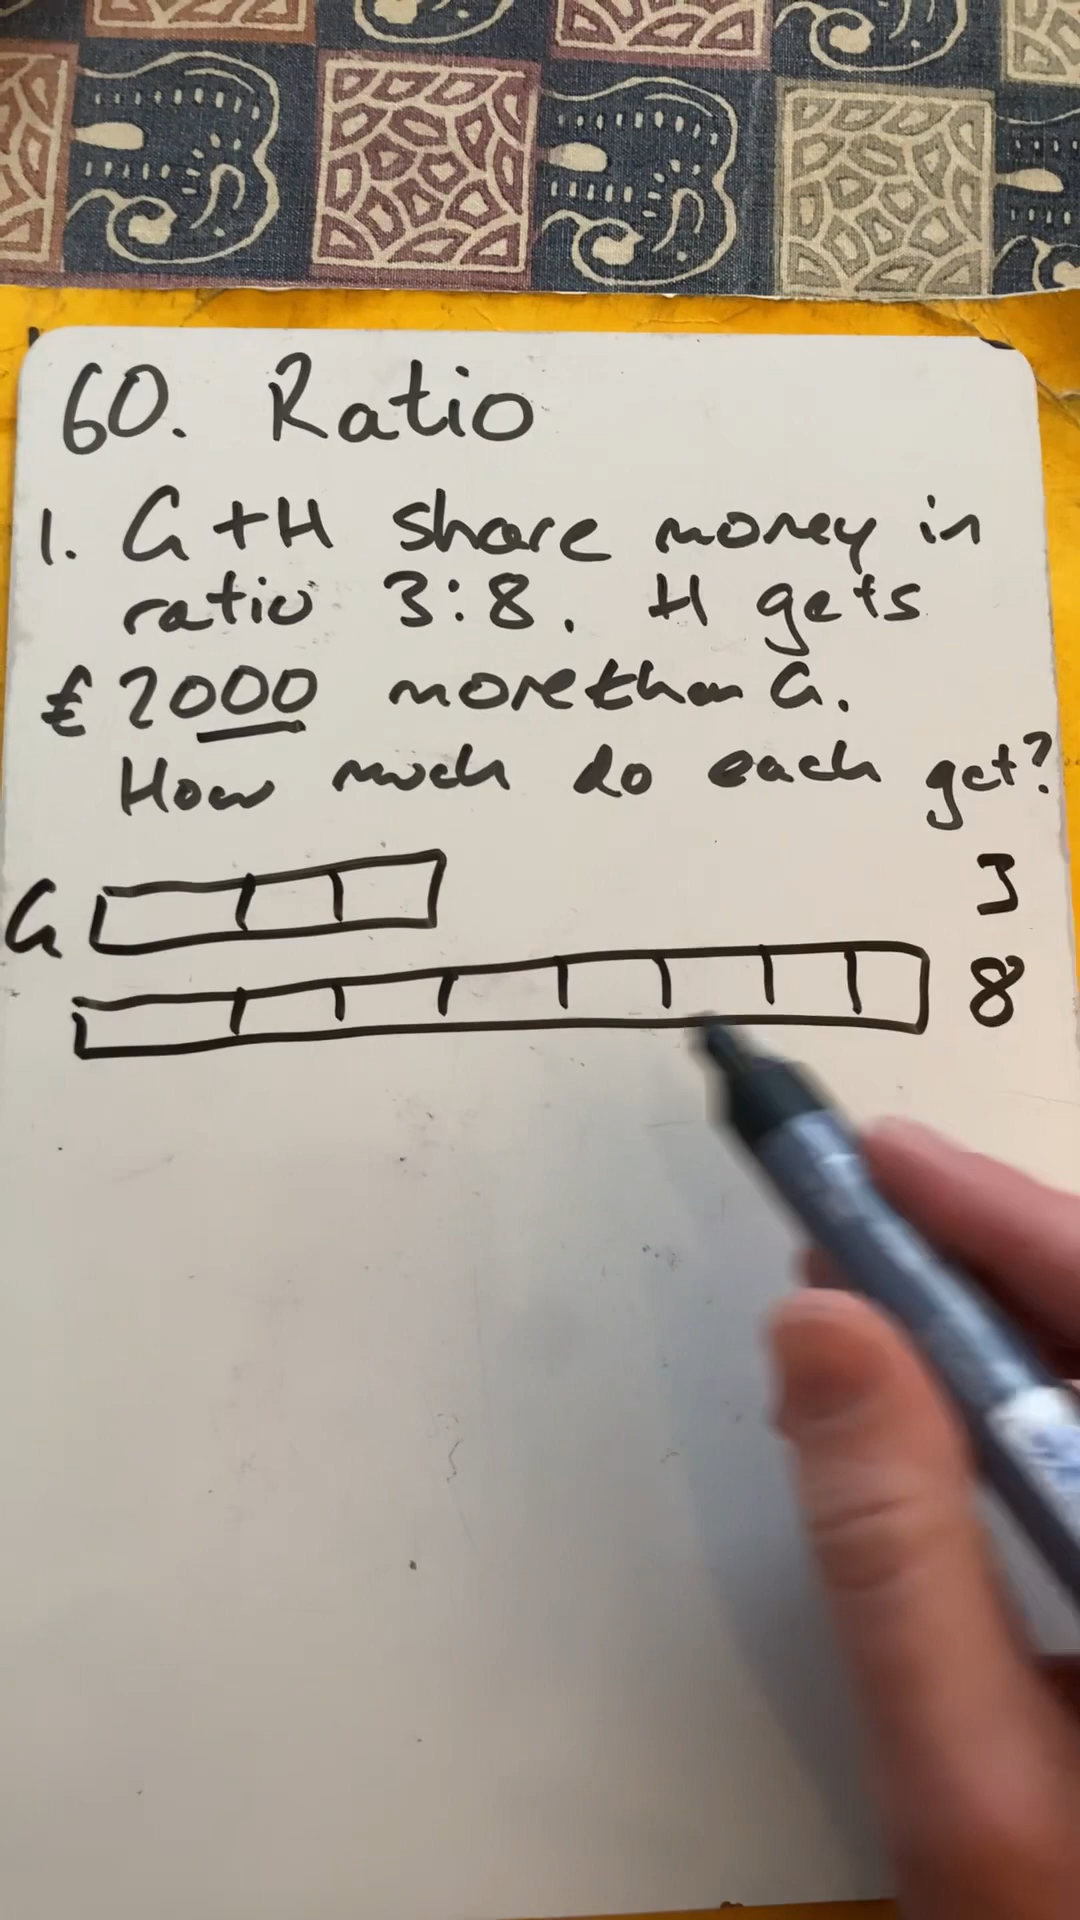 60. Ratio
1. G + H share money in
ratio 3:8. H gets
£2000 more than G.
How much do each get?
G 3
8